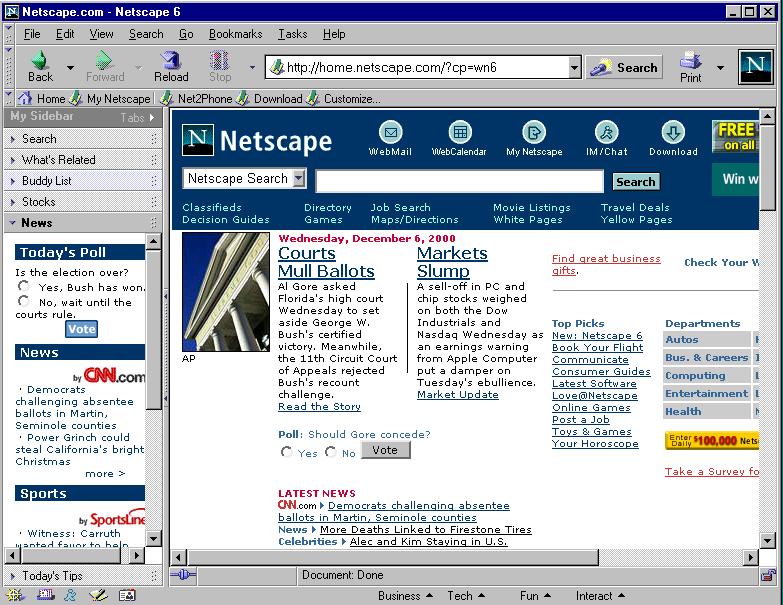 Netscape.com - Netscape 6
File Edit View Search Go Bookmarks Tasks Help
Back Forward Reload Stop http://home.netscape.com/?cp=wn6 Search Print N
Home My Netscape Net2Phone Download Customize...
My Sidebar Tabs
Search
What's Related
Buddy List
Stocks
News
Today's Poll
Is the election over?
Yes, Bush has won.
No, wait until the
courts rule.
Vote
News
by CNN.com
· Democrats
challenging absentee
ballots in Martin,
Seminole counties
· Power Grinch could
steal California's bright
Christmas
more >
Sports
by SportsLine
· Witness: Carruth
wanted favor to help
Today's Tips
N Netscape
WebMail WebCalendar My Netscape IM/Chat Download
FREE
on all
Netscape Search Search
Win w
Classifieds Directory Job Search Movie Listings Travel Deals
Decision Guides Games Maps/Directions White Pages Yellow Pages
AP
Wednesday, December 6, 2000
Courts
Mull Ballots
Al Gore asked
Florida's high court
Wednesday to set
aside George W.
Bush's certified
victory. Meanwhile,
the 11th Circuit Court
of Appeals rejected
Bush's recount
challenge.
Read the Story
Markets
Slump
A sell-off in PC and
chip stocks weighed
on both the Dow
Industrials and
Nasdaq Wednesday as
an earnings warning
from Apple Computer
put a damper on
Tuesday's ebullience.
Market Update
Poll: Should Gore concede?
Yes No Vote
LATEST NEWS
CNN.com Democrats challenging absentee
ballots in Martin, Seminole counties
News More Deaths Linked to Firestone Tires
Celebrities Alec and Kim Staying in U.S.
Find great business
gifts.
Check Your W
Top Picks
New: Netscape 6
Book Your Flight
Communicate
Consumer Guides
Latest Software
Love@Netscape
Online Games
Post a Job
Toys & Games
Your Horoscope
Departments
Autos
Bus. & Careers
Computing
Entertainment
Health
Enter
Daily $100,000 Nets
Take a Survey fo
Document: Done
Business Tech Fun Interact